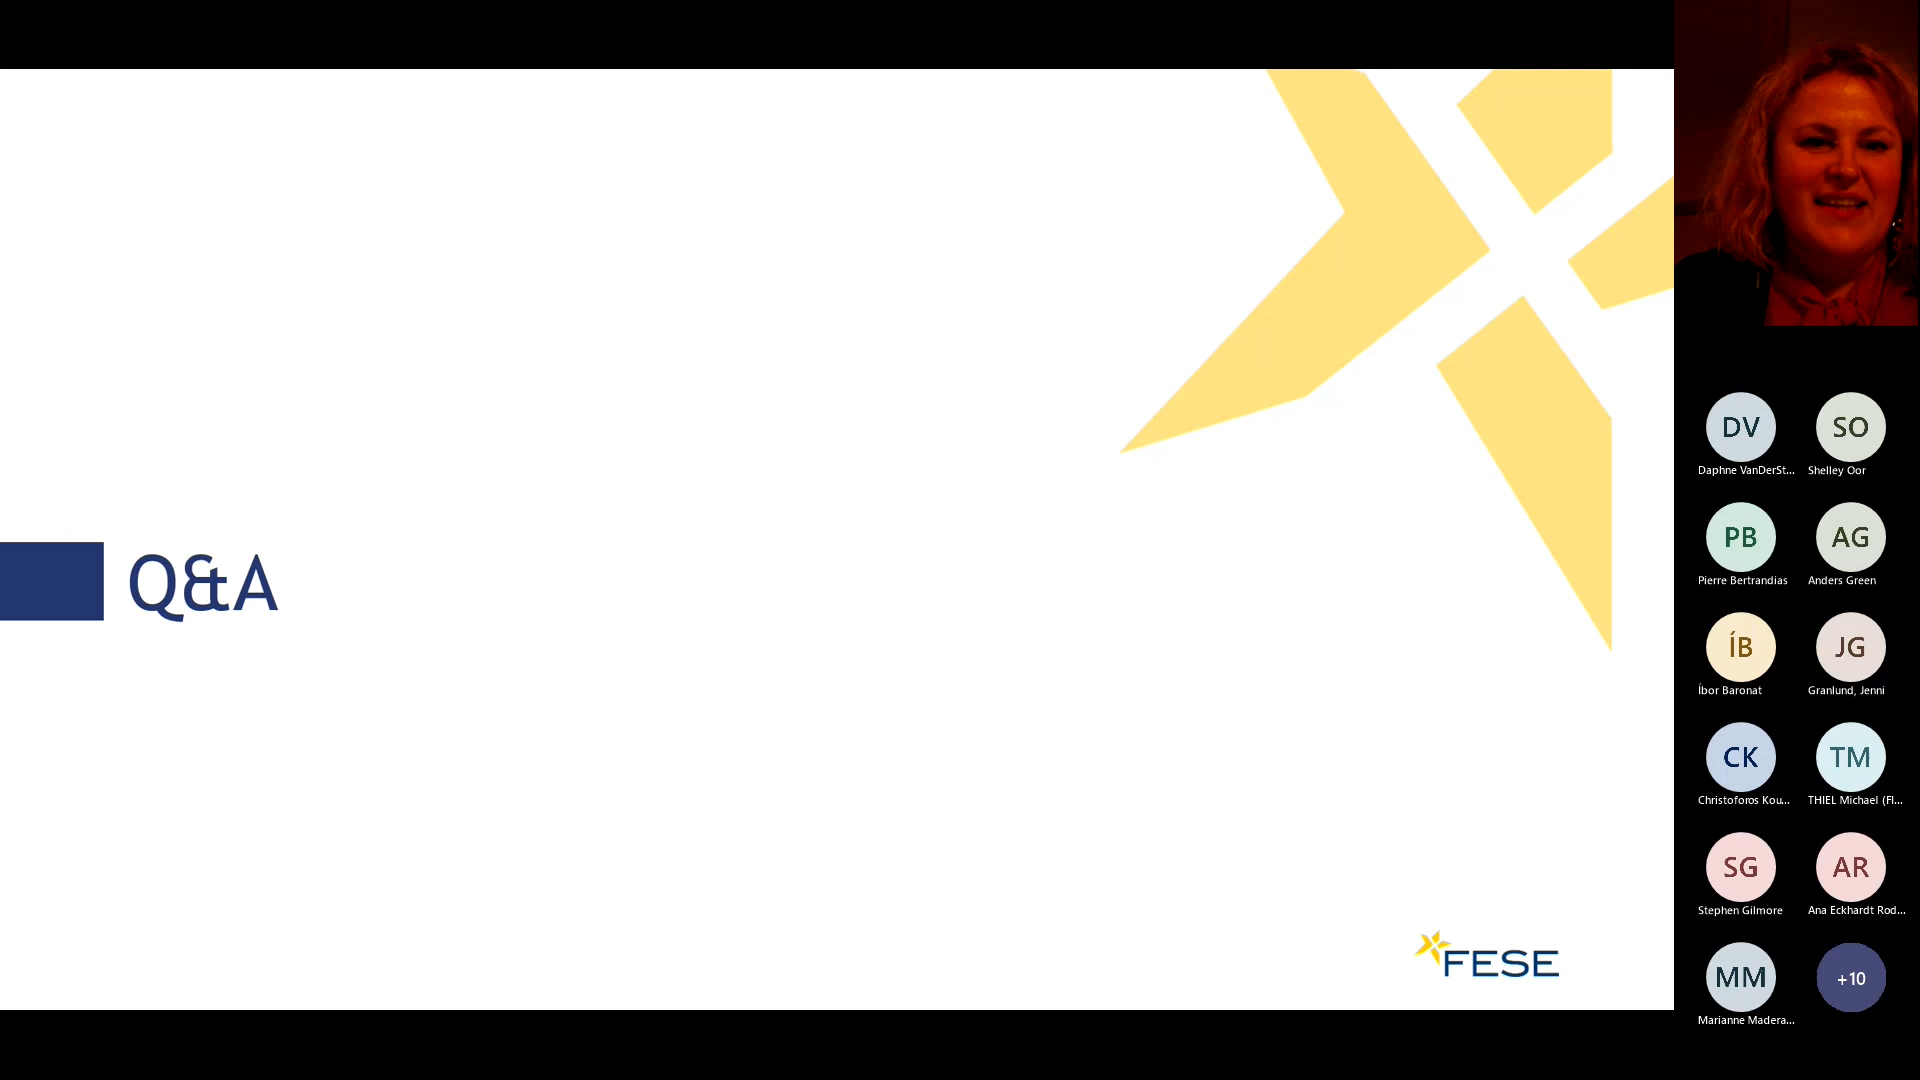 Q&A
FESE
DV
Daphne VanDerSt...
SO
Shelley Oor
PB
Pierre Bertrandias
AG
Anders Green
ÍB
Íbor Baronat
JG
Granlund, Jenni
CK
Christoforos Kou...
TM
THIEL Michael (FI...
SG
Stephen Gilmore
AR
Ana Eckhardt Rod...
MM
Marianne Madera...
+10